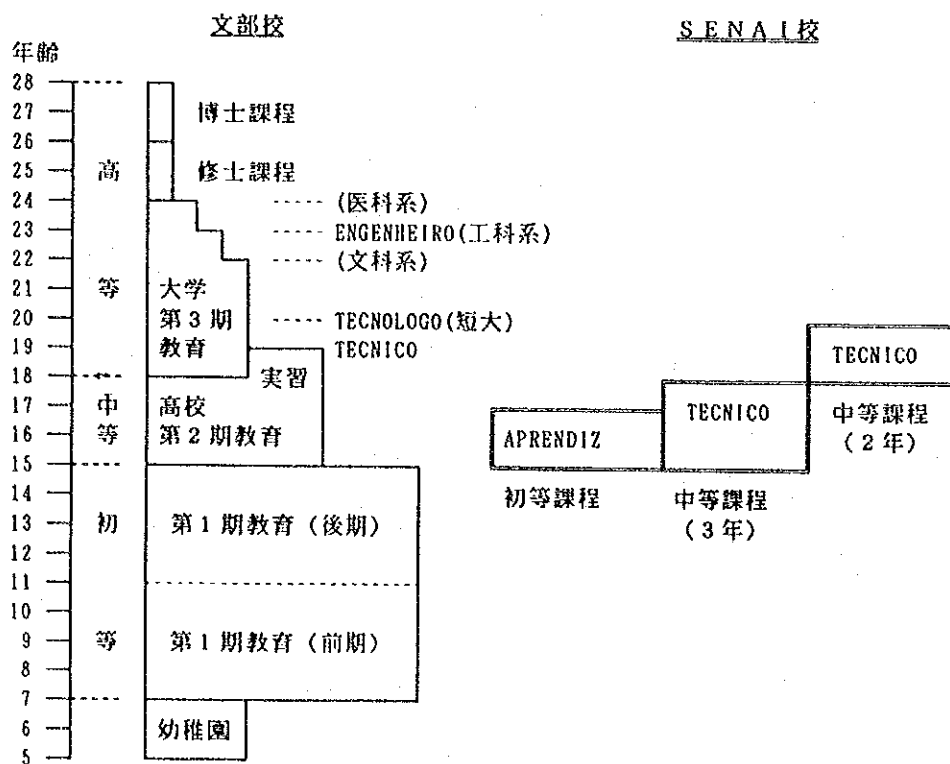 文部校
SENAI校
年齢
28
27
26
25
24
23
22
21
20
19
18
17
16
15
14
13
12
11
10
9
8
7
6
5
高
等
中
等
初
等
博士課程
修士課程
(医科系)
ENGENHEIRO(工科系)
(文科系)
大学
第3期
教育
TECNOLOGO(短大)
TECNICO
実習
高校
第2期教育
第1期教育(後期)
第1期教育(前期)
幼稚園
APRENDIZ
初等課程
TECNICO
中等課程
(3年)
TECNICO
中等課程
(2年)